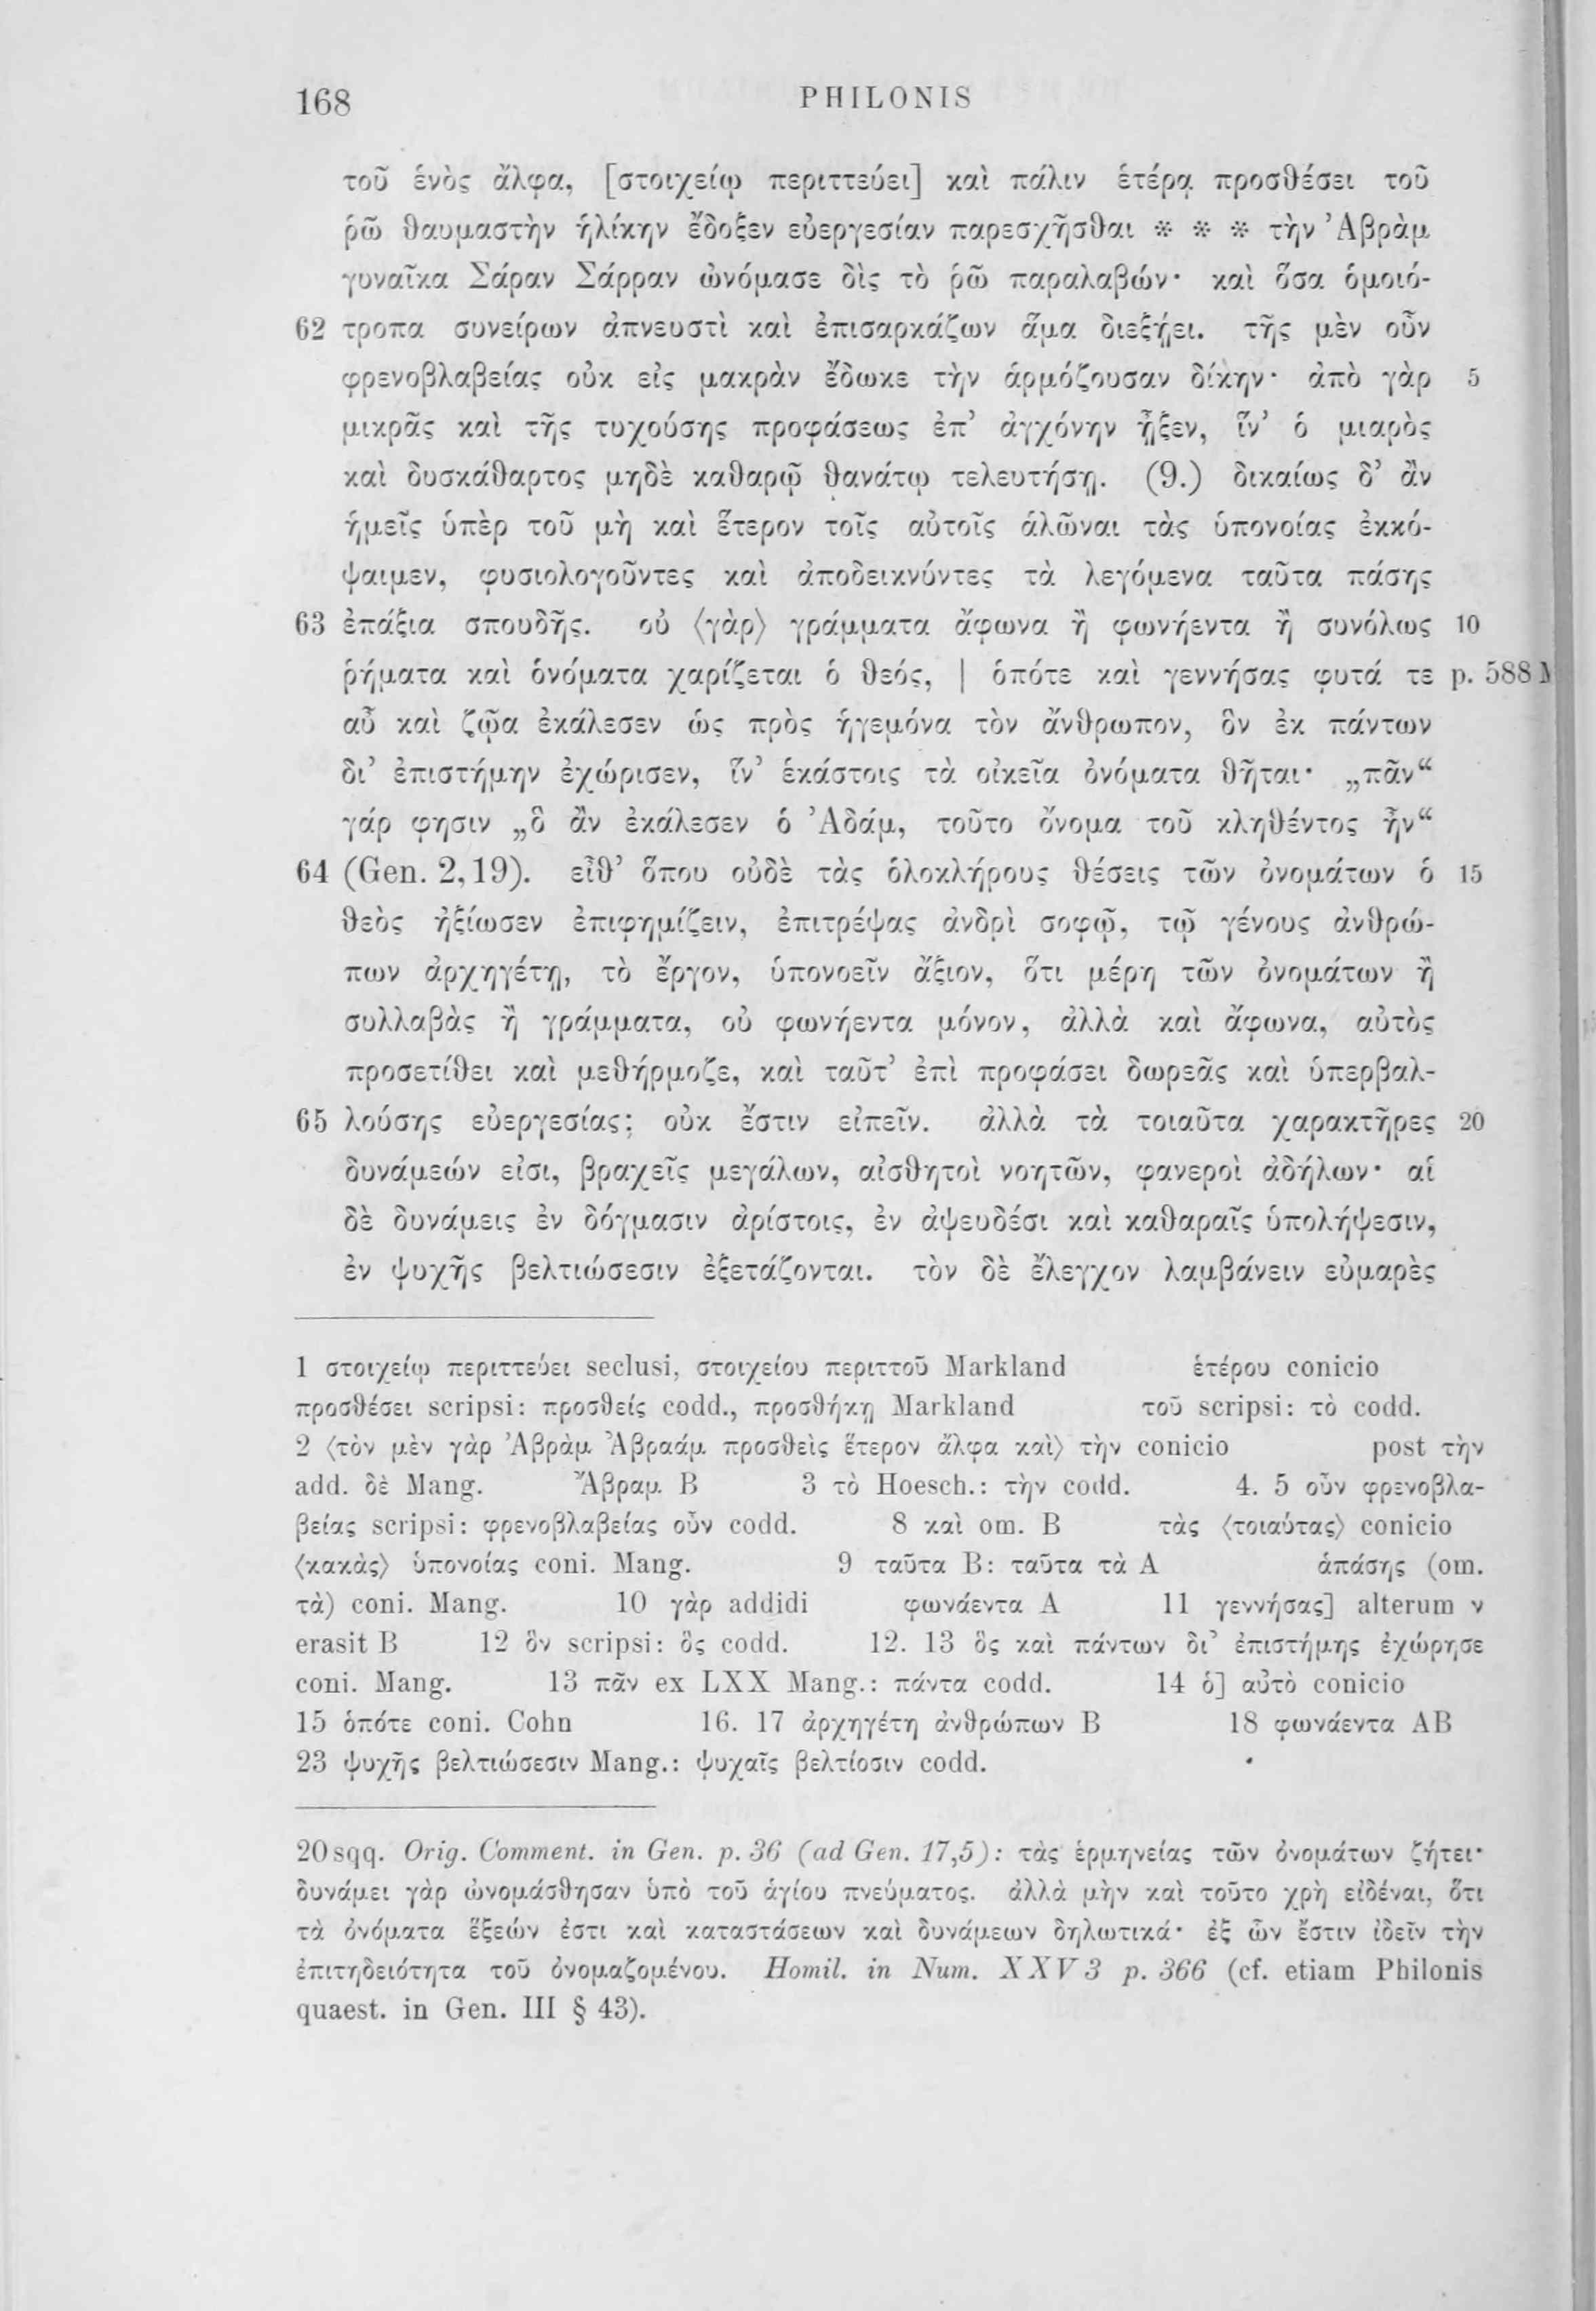 168 PHILONIS
τοῦ ἑνὸς ἄλφα, [στοιχείῳ περιττεύει] καὶ πάλιν ἑτέρᾳ προσθέσει τοῦ
ῥῶ θαυμαστὴν ἡλίκην ἔδοξεν εὐεργεσίαν παρεσχῆσθαι * * * τὴν Ἀβρὰμ
γυναῖκα Σάραν Σάρραν ὠνόμασε δὶς τὸ ῥῶ παραλαβών· καὶ ὅσα ὁμοιό-
62 τροπα συνείρων ἀπνευστὶ καὶ ἐπισαρκάζων ἅμα διεξῄει. τῆς μὲν οὖν
φρενοβλαβείας οὐκ εἰς μακρὰν ἔδωκε τὴν ἁρμόζουσαν δίκην· ἀπὸ γὰρ 5
μικρᾶς καὶ τῆς τυχούσης προφάσεως ἐπ’ ἀγχόνην ᾖξεν, ἵν’ ὁ μιαρὸς
καὶ δυσκάθαρτος μηδὲ καθαρῷ θανάτῳ τελευτήσῃ. (9.) δικαίως δ’ ἂν
ἡμεῖς ὑπὲρ τοῦ μὴ καὶ ἕτερον τοῖς αὐτοῖς ἁλῶναι τὰς ὑπονοίας ἐκκό-
ψαιμεν, φυσιολογοῦντες καὶ ἀποδεικνύντες τὰ λεγόμενα ταῦτα πάσης
63 ἐπάξια σπουδῆς. οὐ ⟨γὰρ⟩ γράμματα ἄφωνα ἢ φωνήεντα ἢ συνόλως 10
ῥήματα καὶ ὀνόματα χαρίζεται ὁ θεός, | ὁπότε καὶ γεννήσας φυτά τε p. 588 M
αὖ καὶ ζῷα ἐκάλεσεν ὡς πρὸς ἡγεμόνα τὸν ἄνθρωπον, ὃν ἐκ πάντων
δι’ ἐπιστήμην ἐχώρισεν, ἵν’ ἑκάστοις τὰ οἰκεῖα ὀνόματα θῆται· „πᾶν“
γάρ φησιν „ὃ ἂν ἐκάλεσεν ὁ Ἀδάμ, τοῦτο ὄνομα τοῦ κληθέντος ἦν“
64 (Gen. 2,19). εἶθ’ ὅπου οὐδὲ τὰς ὁλοκλήρους θέσεις τῶν ὀνομάτων ὁ 15
θεὸς ἠξίωσεν ἐπιφημίζειν, ἐπιτρέψας ἀνδρὶ σοφῷ, τῷ γένους ἀνθρώ-
πων ἀρχηγέτῃ, τὸ ἔργον, ὑπονοεῖν ἄξιον, ὅτι μέρη τῶν ὀνομάτων ἢ
συλλαβὰς ἢ γράμματα, οὐ φωνήεντα μόνον, ἀλλὰ καὶ ἄφωνα, αὐτὸς
προσετίθει καὶ μεθήρμοζε, καὶ ταῦτ’ ἐπὶ προφάσει δωρεᾶς καὶ ὑπερβαλ-
65 λούσης εὐεργεσίας; οὐκ ἔστιν εἰπεῖν. ἀλλὰ τὰ τοιαῦτα χαρακτῆρες 20
δυνάμεών εἰσι, βραχεῖς μεγάλων, αἰσθητοὶ νοητῶν, φανεροὶ ἀδήλων· αἱ
δὲ δυνάμεις ἐν δόγμασιν ἀρίστοις, ἐν ἀψευδέσι καὶ καθαραῖς ὑπολήψεσιν,
ἐν ψυχῆς βελτιώσεσιν ἐξετάζονται. τὸν δὲ ἔλεγχον λαμβάνειν εὐμαρὲς
1 στοιχείῳ περιττεύει seclusi, στοιχείου περιττοῦ Markland ἑτέρου conicio
προσθέσει scripsi: προσθείς codd., προσθήκῃ Markland τοῦ scripsi: τὸ codd.
2 ⟨τὸν μὲν γὰρ Ἀβρὰμ Ἀβραάμ προσθεὶς ἕτερον ἄλφα καὶ⟩ τὴν conicio post τὴν
add. δὲ Mang. Ἄβραμ B 3 τὸ Hoesch.: τὴν codd. 4. 5 οὖν φρενοβλα-
βείας scripsi: φρενοβλαβείας οὖν codd. 8 καὶ om. B τὰς ⟨τοιαύτας⟩ conicio
⟨κακὰς⟩ ὑπονοίας coni. Mang. 9 ταῦτα B: ταῦτα τὰ A ἁπάσης (om.
τὰ) coni. Mang. 10 γὰρ addidi φωνάεντα A 11 γεννήσας] alterum ν
erasit B 12 ὃν scripsi: ὃς codd. 12. 13 ὃς καὶ πάντων δι’ ἐπιστήμης ἐχώρησε
coni. Mang. 13 πᾶν ex LXX Mang.: πάντα codd. 14 ὁ] αὐτὸ conicio
15 ὁπότε coni. Cohn 16. 17 ἀρχηγέτῃ ἀνθρώπων B 18 φωνάεντα AB
23 ψυχῆς βελτιώσεσιν Mang.: ψυχαῖς βελτίοσιν codd.
20 sqq. Orig. Comment. in Gen. p. 36 (ad Gen. 17,5): τὰς ἑρμηνείας τῶν ὀνομάτων ζήτει·
δυνάμει γὰρ ὠνομάσθησαν ὑπὸ τοῦ ἁγίου πνεύματος. ἀλλὰ μὴν καὶ τοῦτο χρὴ εἰδέναι, ὅτι
τὰ ὀνόματα ἕξεών ἐστι καὶ καταστάσεων καὶ δυνάμεων δηλωτικά· ἐξ ὧν ἔστιν ἰδεῖν τὴν
ἐπιτηδειότητα τοῦ ὀνομαζομένου. Homil. in Num. XXV 3 p. 366 (cf. etiam Philonis
quaest. in Gen. III § 43).